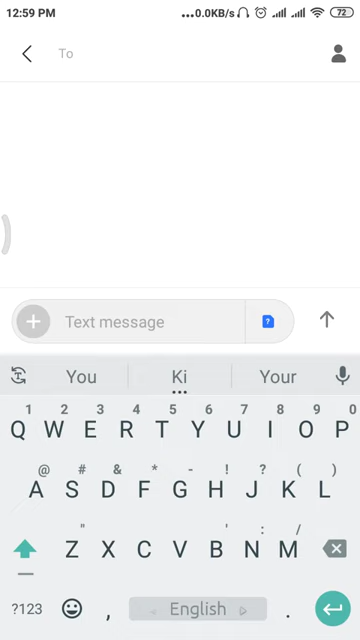 12:59 PM ...0.0KB/s 72
To
Text message ?
You Ki Your
1 2 3 4 5 6 7 8 9 0
Q W E R T Y U I O P
@ # & * - ! ? ( )
A S D F G H J K L
" ' : /
Z X C V B N M
?123 , English .